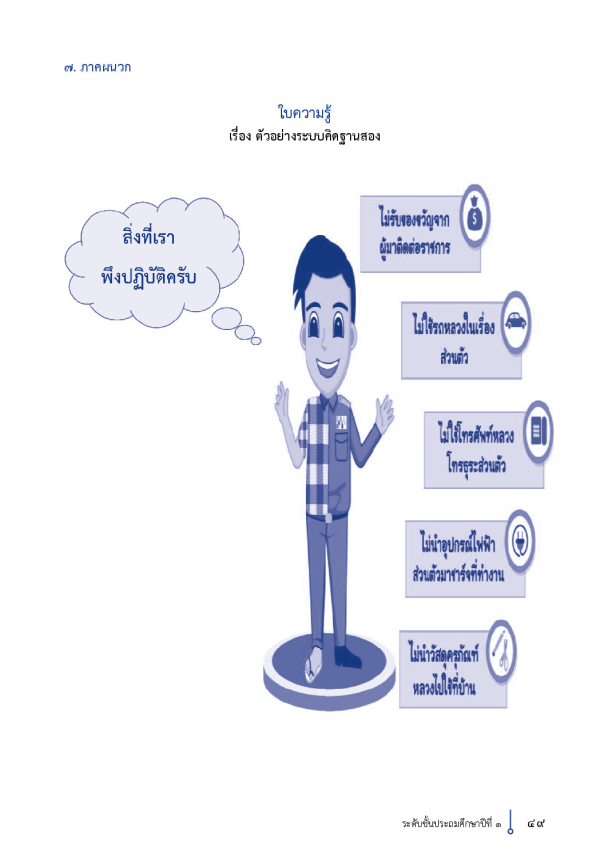 ๗. ภาคผนวก
ใบความรู้
เรื่อง ตัวอย่างระบบคิดฐานสอง
สิ่งที่เรา
พึงปฏิบัติครับ
ไม่รับของขวัญจาก
ผู้มาติดต่อราชการ
ไม่ใช้รถหลวงในเรื่อง
ส่วนตัว
ไม่ใช้โทรศัพท์หลวง
โทรธุระส่วนตัว
ไม่นำอุปกรณ์ไฟฟ้า
ส่วนตัวมาชาร์จที่ทำงาน
ไม่นำวัสดุครุภัณฑ์
หลวงไปใช้ที่บ้าน
ระดับชั้นประถมศึกษาปีที่ ๑ ๔๙